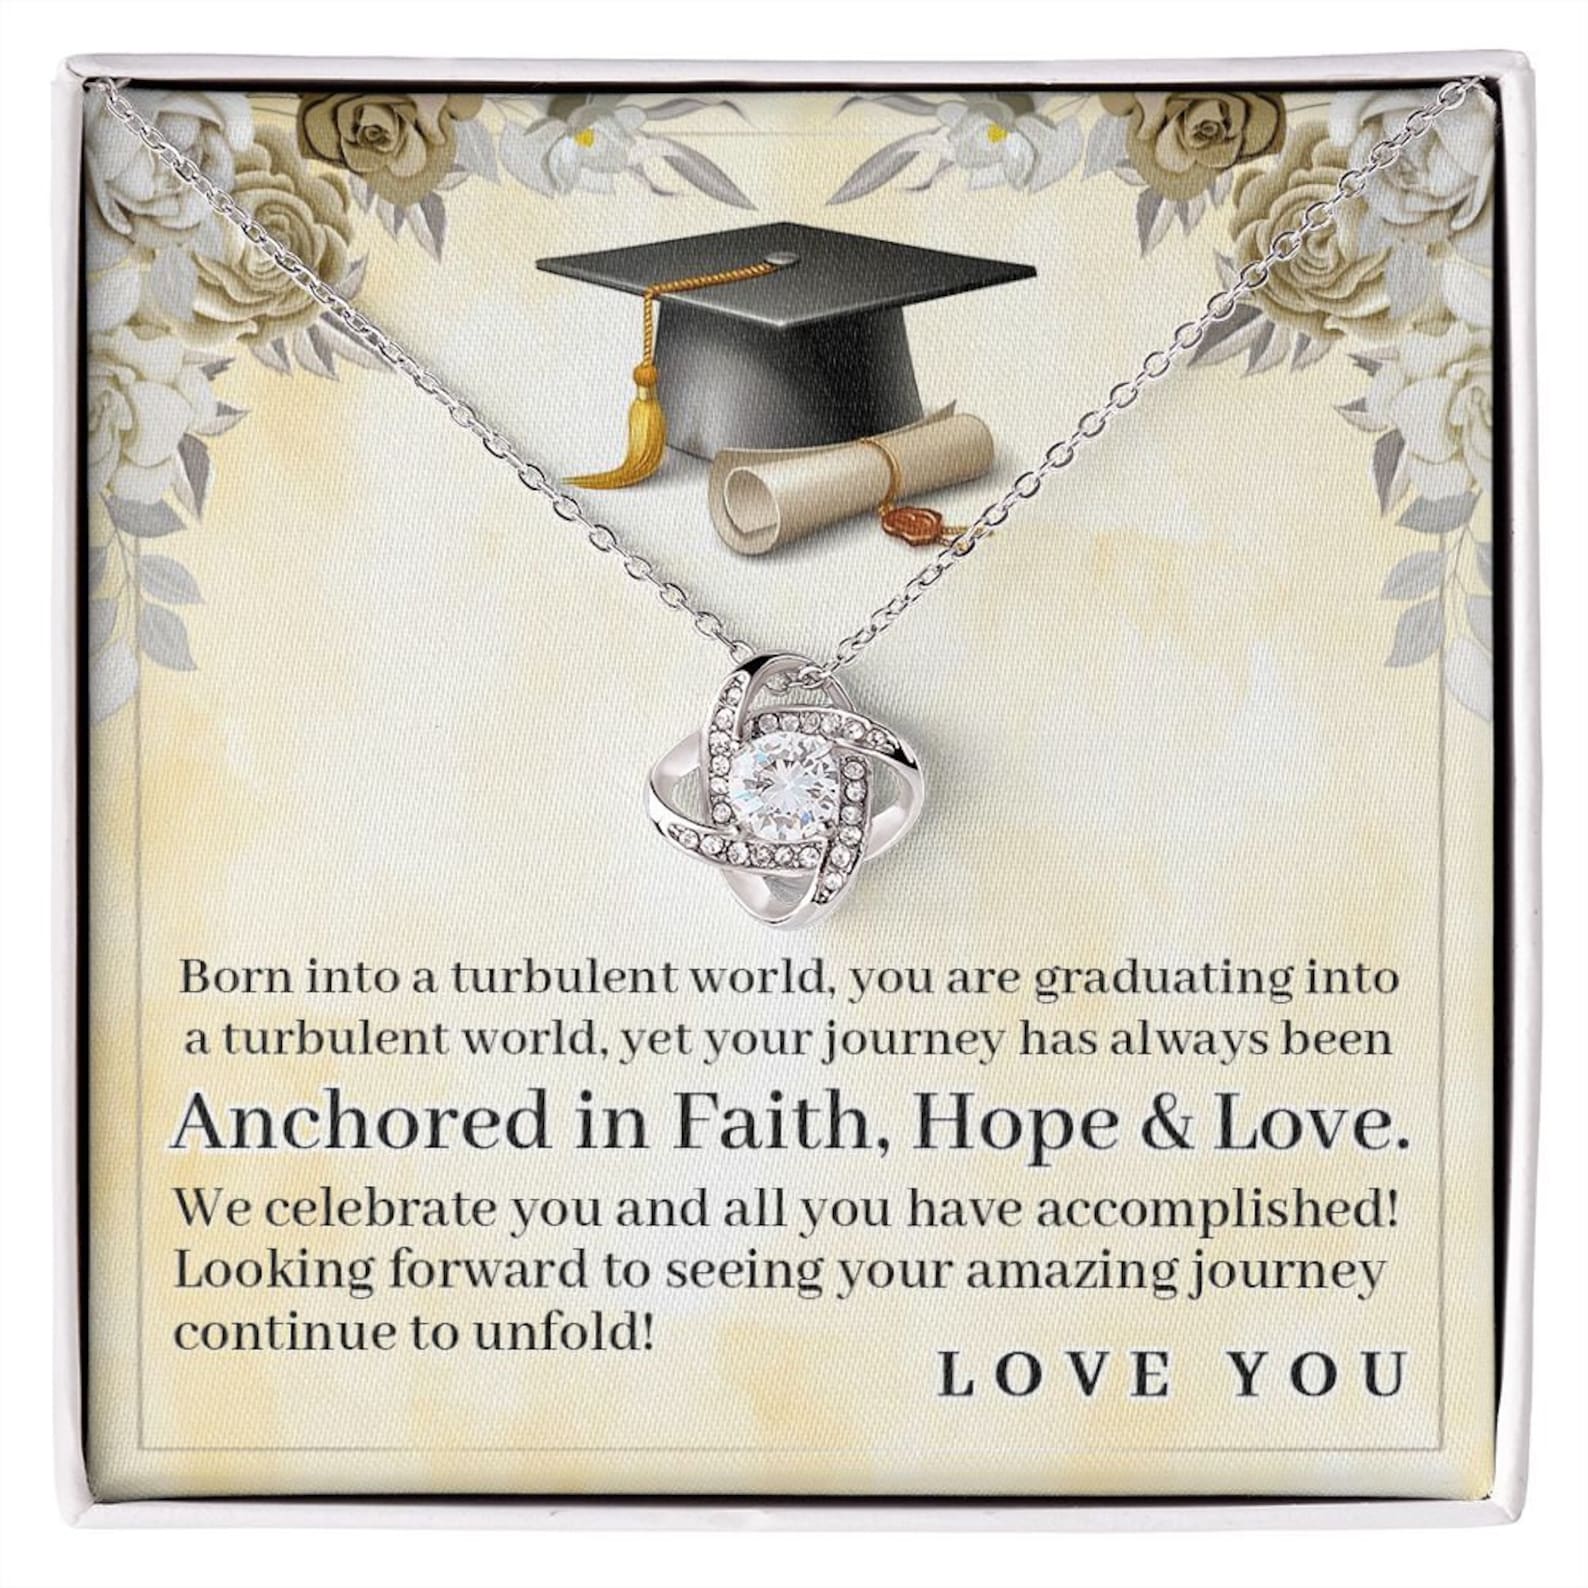 Born into a turbulent world, you are graduating into
a turbulent world, yet your journey has always been
Anchored in Faith, Hope & Love.
We celebrate you and all you have accomplished!
Looking forward to seeing your amazing journey
continue to unfold!
LOVE YOU